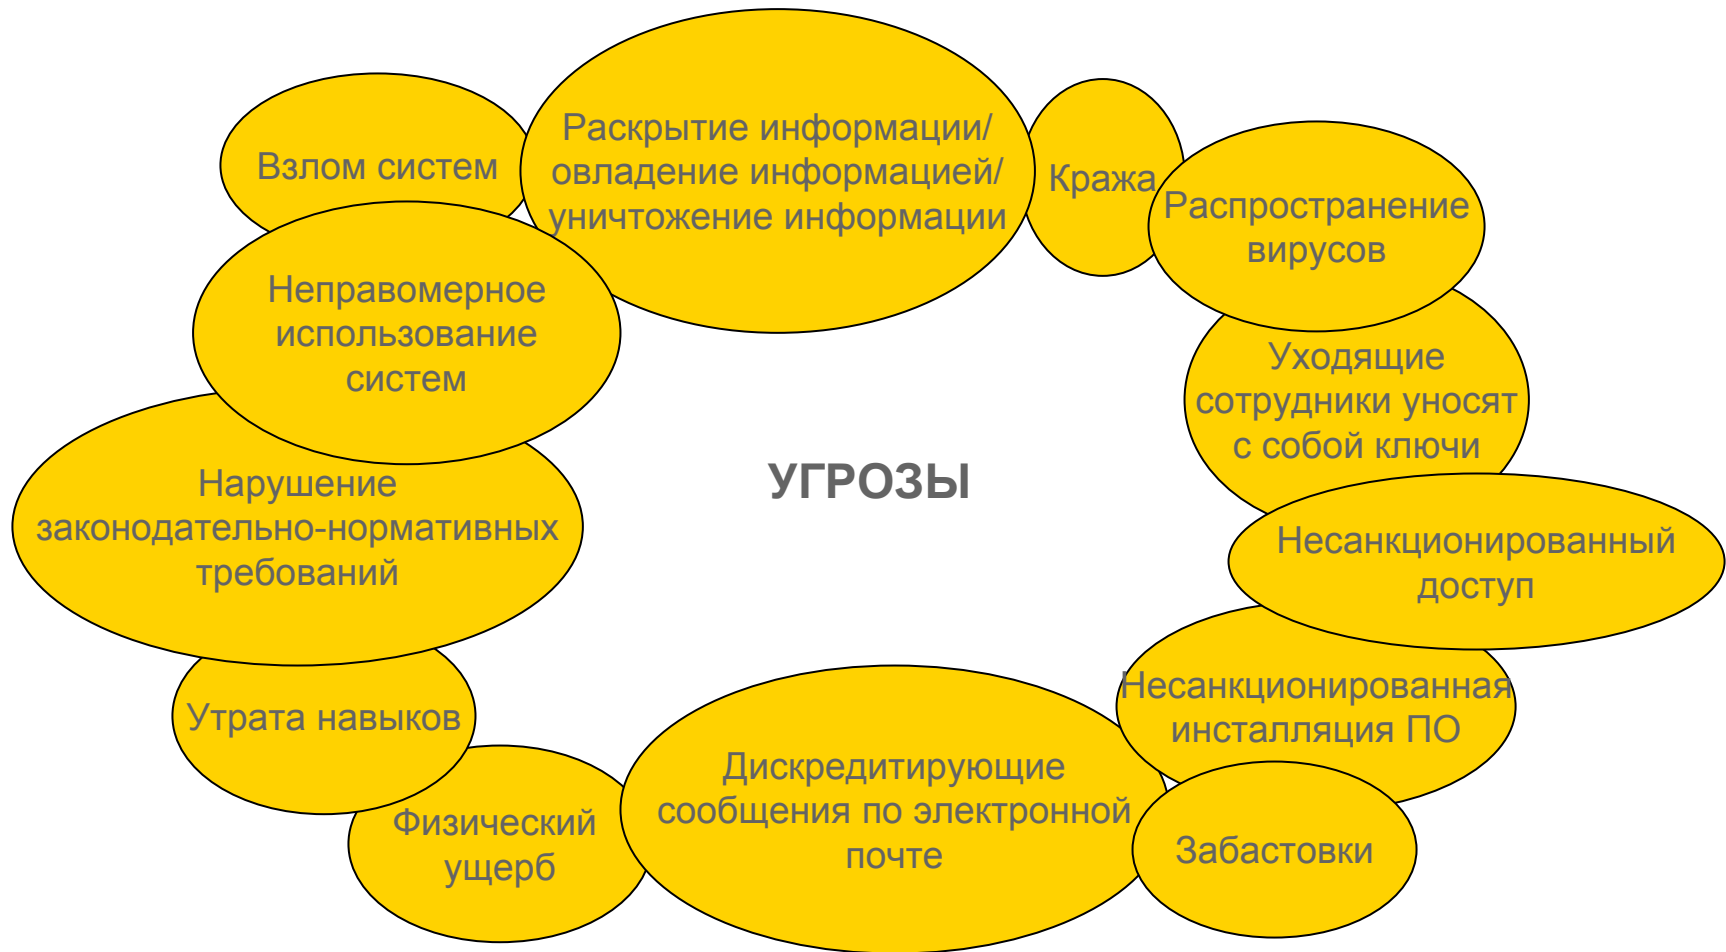 Взлом систем
Раскрытие информации/
овладение информацией/
уничтожение информации
Кража
Распространение
вирусов
Неправомерное
использование
систем
Уходящие
сотрудники уносят
с собой ключи
УГРОЗЫ
Нарушение
законодательно-нормативных
требований
Несанкционированный
доступ
Утрата навыков
Несанкционированная
инсталляция ПО
Физический
ущерб
Дискредитирующие
сообщения по электронной
почте
Забастовки